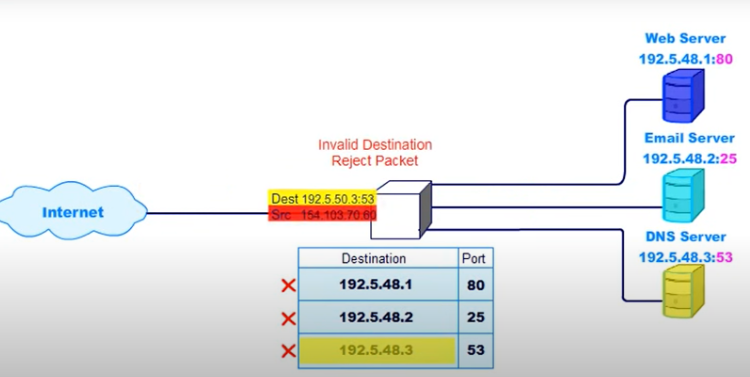 Web Server
192.5.48.1:80
Invalid Destination
Reject Packet
Email Server
192.5.48.2:25
Dest 192.5.50.3:53
Src 154.103.70.80
Internet
DNS Server
192.5.48.3:53
Destination Port
192.5.48.1 80
192.5.48.2 25
192.5.48.3 53